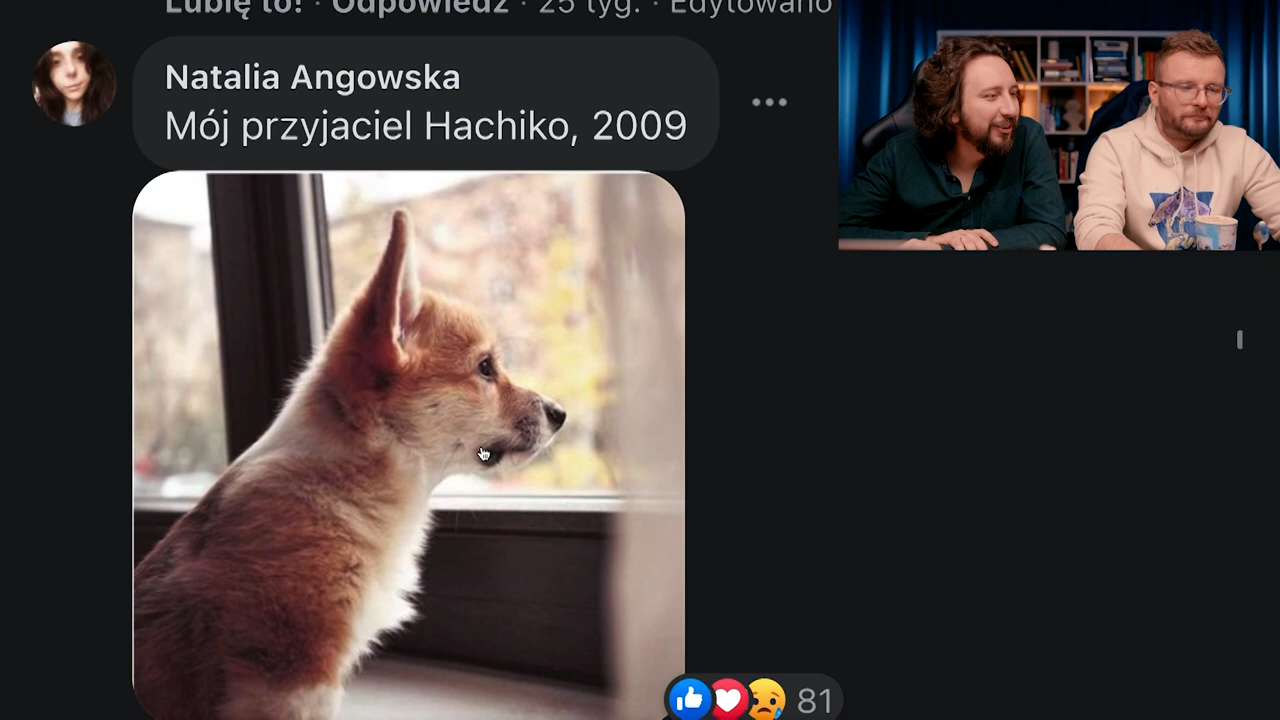 Lubię to! · Odpowiedz · 25 tyg. · Edytowano
Natalia Angowska
Mój przyjaciel Hachiko, 2009
81